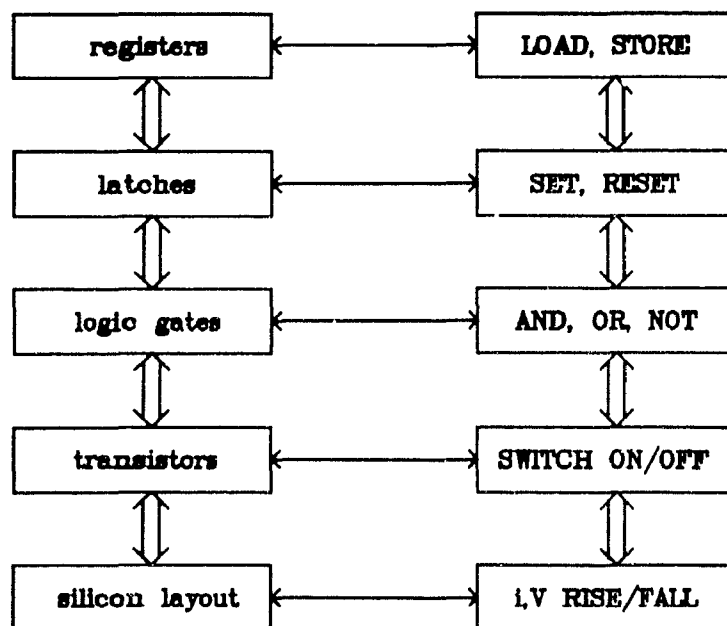 registers
LOAD, STORE
latches
SET, RESET
logic gates
AND, OR, NOT
transistors
SWITCH ON/OFF
silicon layout
i,V RISE/FALL